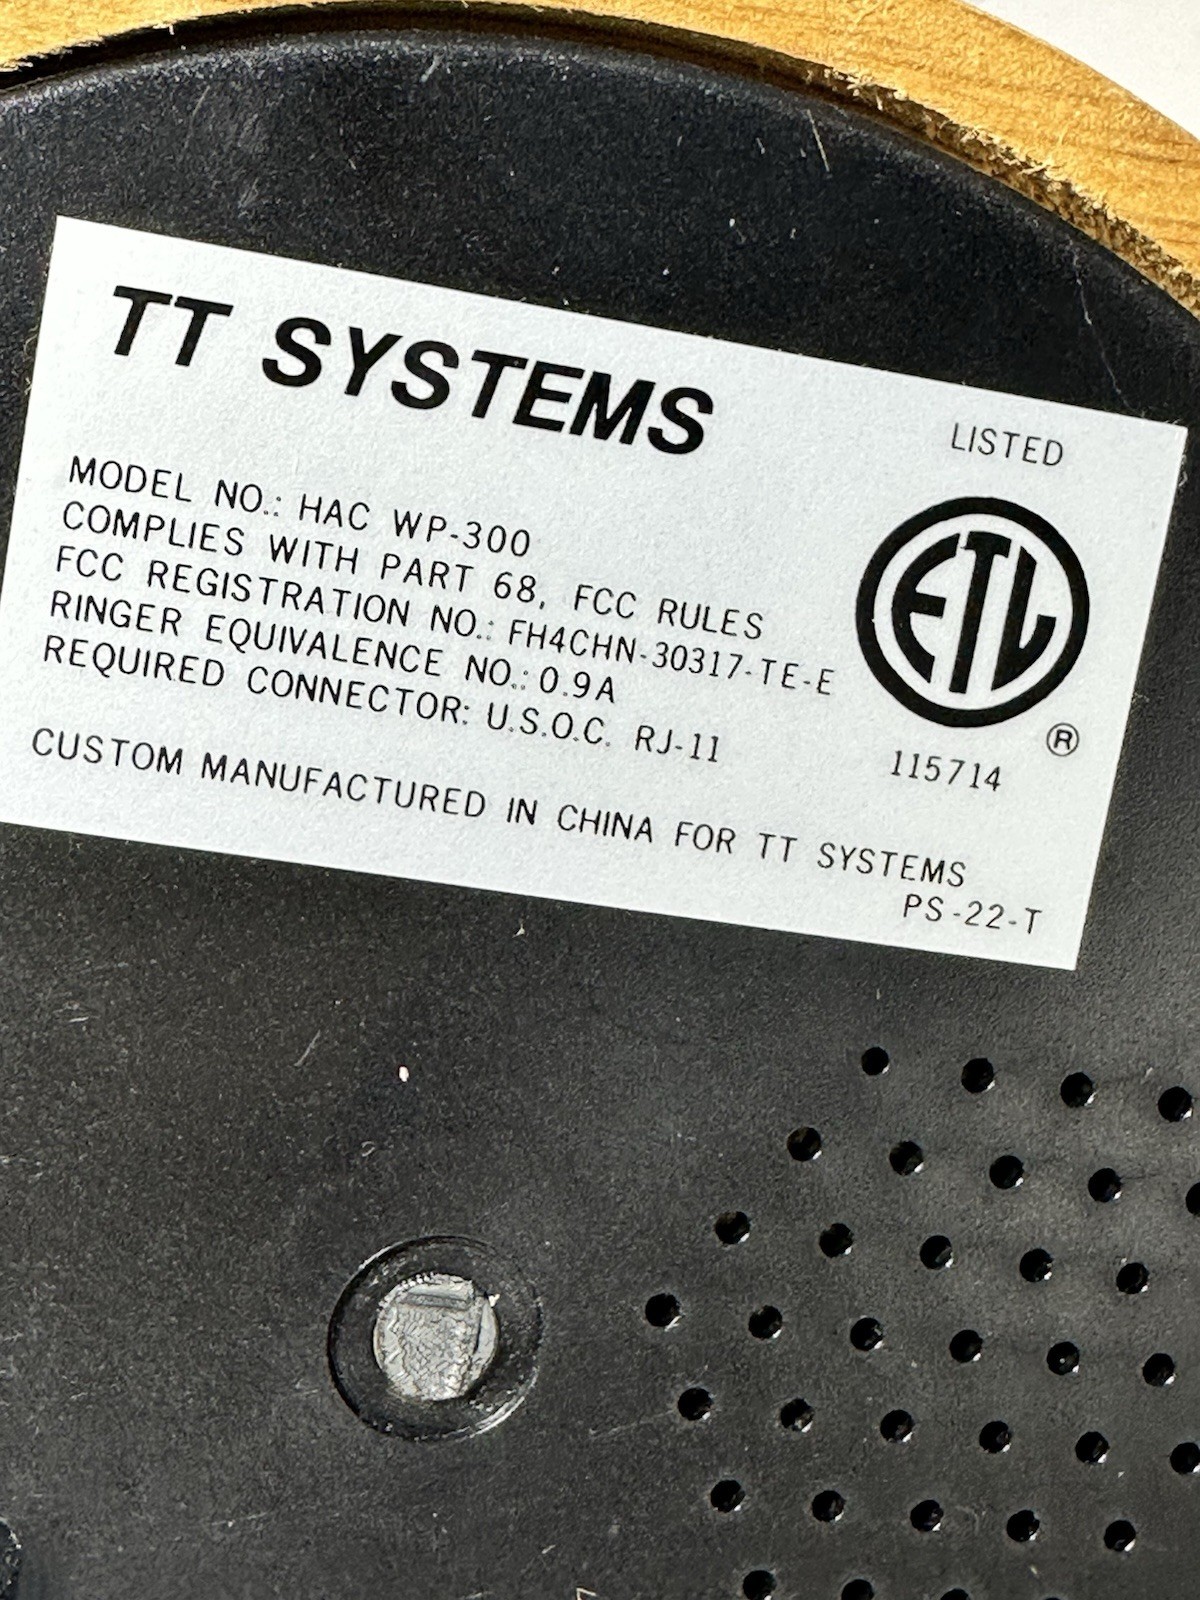 TT SYSTEMS
LISTED
MODEL NO.: HAC WP-300
COMPLIES WITH PART 68, FCC RULES
FCC REGISTRATION NO.: FH4CHN-30317-TE-E
RINGER EQUIVALENCE NO.: 0.9A
REQUIRED CONNECTOR: U.S.O.C. RJ-11
ETL
®
115714
CUSTOM MANUFACTURED IN CHINA FOR TT SYSTEMS
PS-22-T